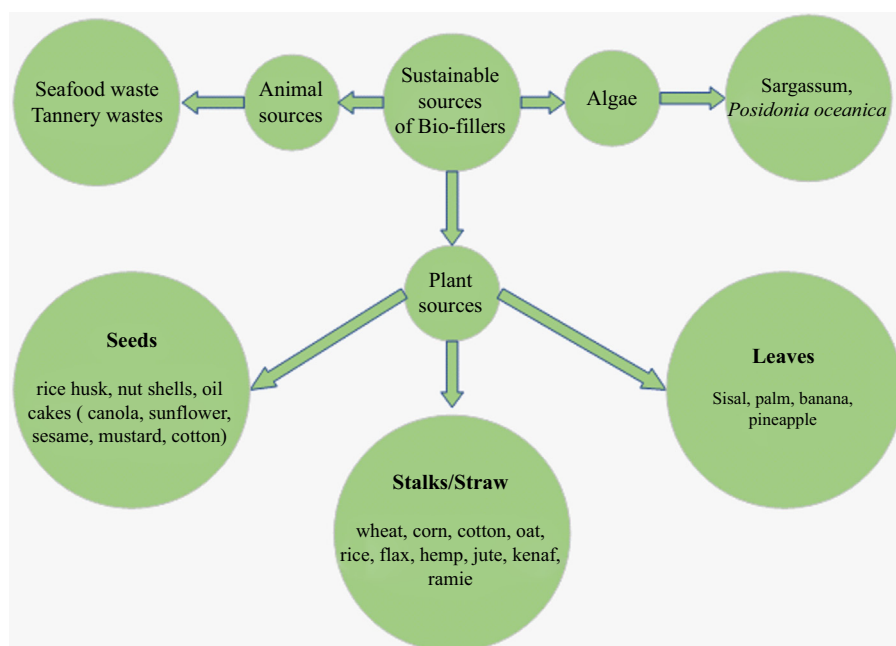 Seafood waste
Tannery wastes
Animal
sources
Sustainable
sources
of Bio-fillers
Algae
Sargassum,
Posidonia oceanica
Plant
sources
Seeds
rice husk, nut shells, oil
cakes ( canola, sunflower,
sesame, mustard, cotton)
Stalks/Straw
wheat, corn, cotton, oat,
rice, flax, hemp, jute, kenaf,
ramie
Leaves
Sisal, palm, banana,
pineapple